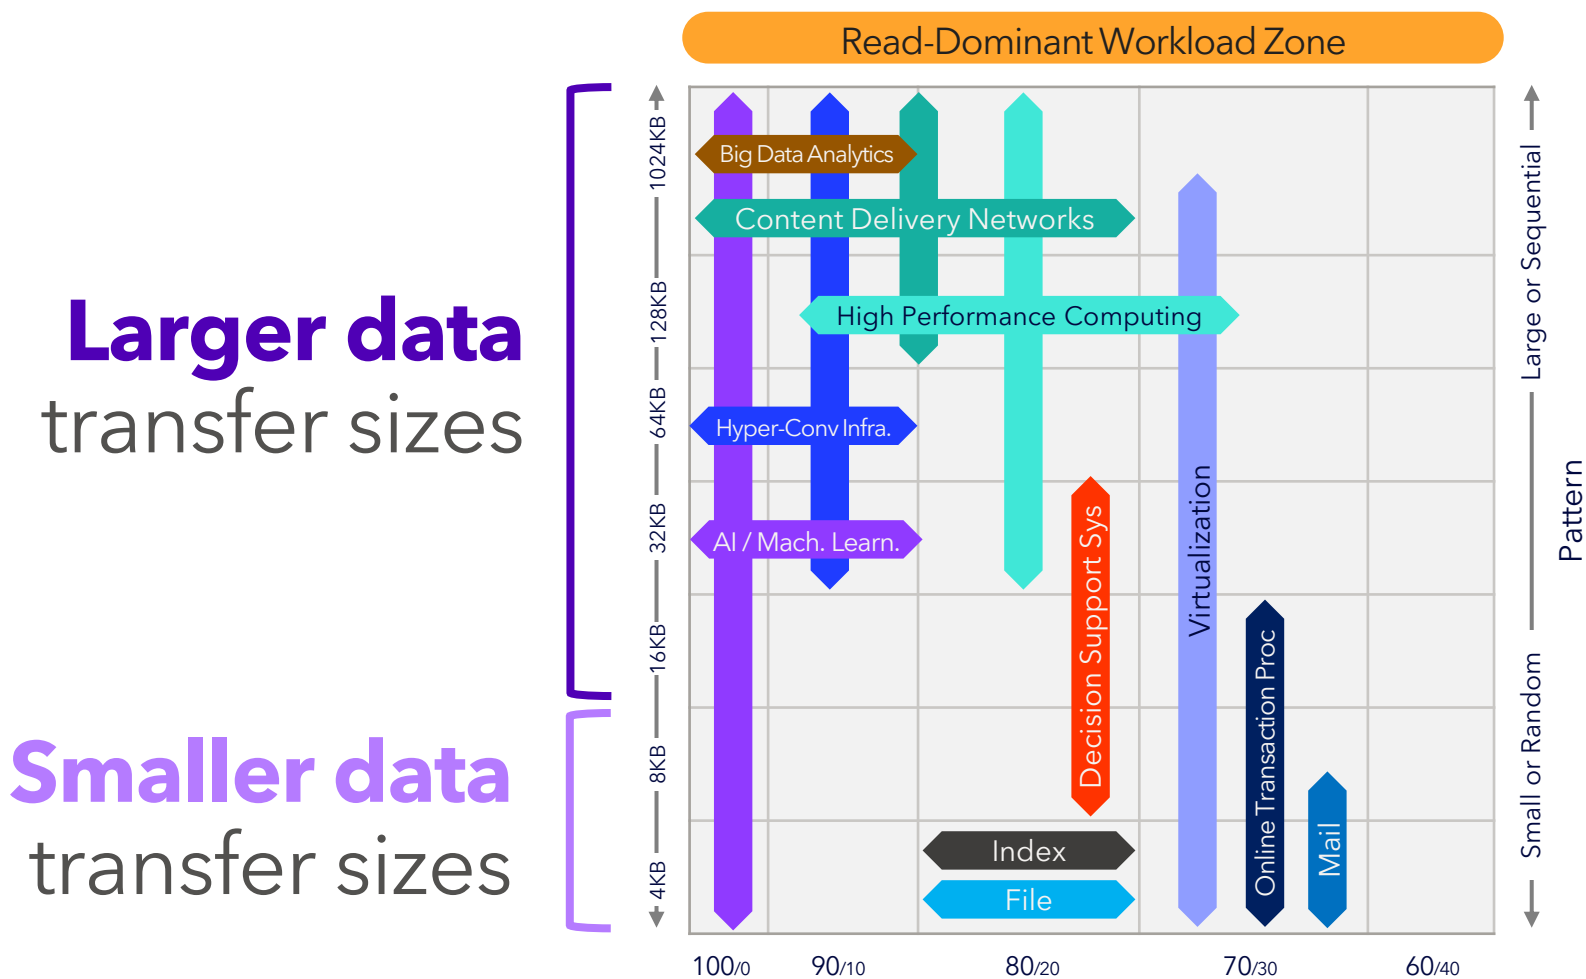 Read-Dominant Workload Zone
Larger data
transfer sizes
Smaller data
transfer sizes
1024KB
128KB
64KB
32KB
16KB
8KB
4KB
Big Data Analytics
Content Delivery Networks
High Performance Computing
Hyper-Conv Infra.
AI / Mach. Learn.
Decision Support Sys
Virtualization
Online Transaction Proc
Mail
Index
File
Large or Sequential
Small or Random
Pattern
100/0 90/10 80/20 70/30 60/40